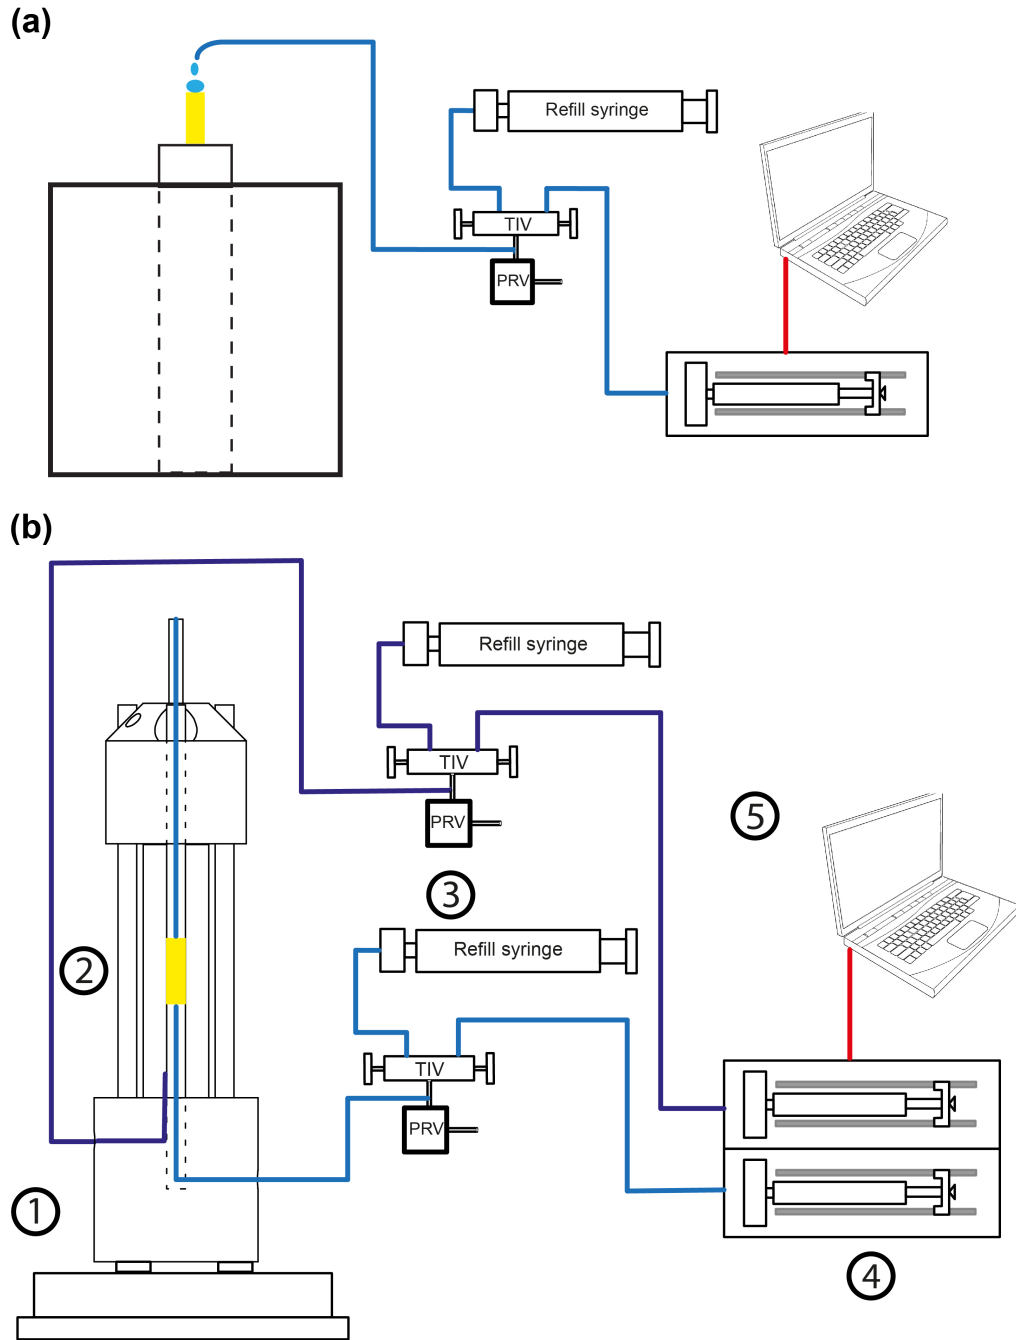 (a)
Refill syringe
TIV
PRV
(b)
Refill syringe
TIV
PRV
5
3
Refill syringe
2
TIV
PRV
1
4